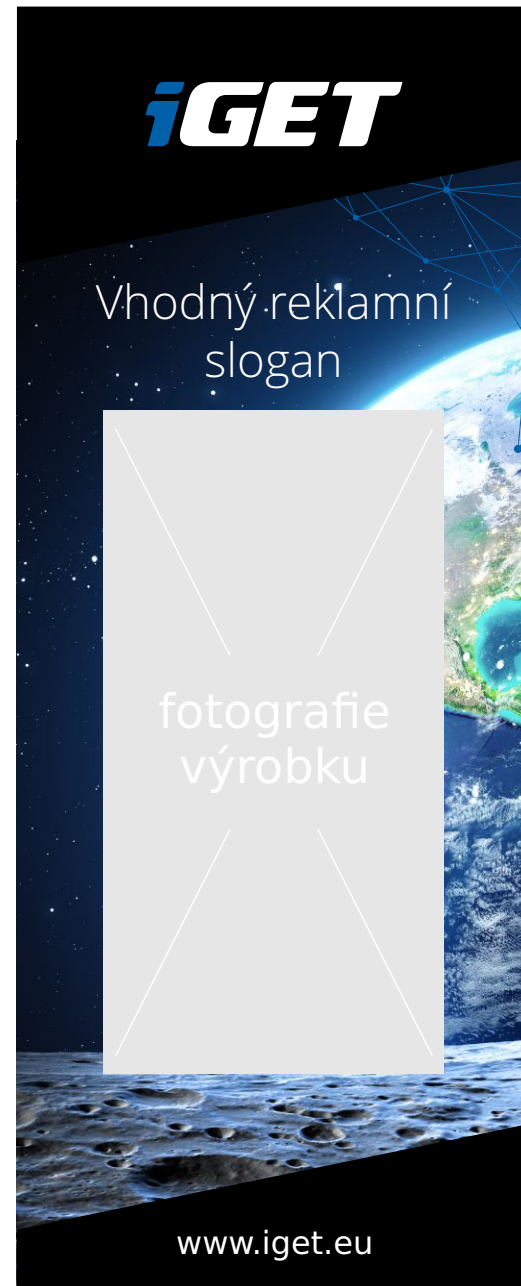 iGET
Vhodný reklamní
slogan
fotografie
výrobku
www.iget.eu